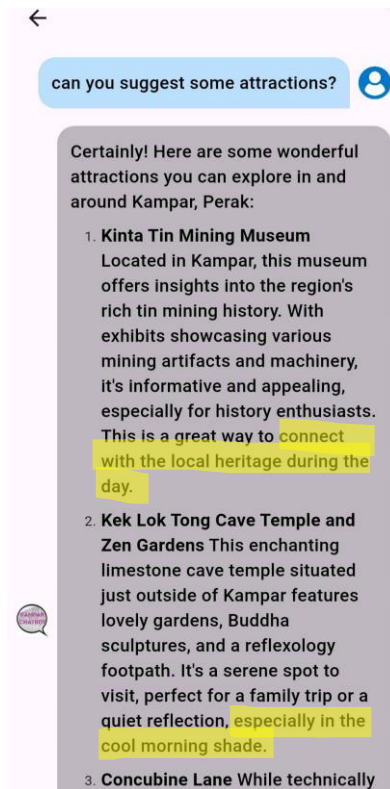 can you suggest some attractions?
Certainly! Here are some wonderful
attractions you can explore in and
around Kampar, Perak:
1. Kinta Tin Mining Museum
Located in Kampar, this museum
offers insights into the region's
rich tin mining history. With
exhibits showcasing various
mining artifacts and machinery,
it's informative and appealing,
especially for history enthusiasts.
This is a great way to connect
with the local heritage during the
day.
2. Kek Lok Tong Cave Temple and
Zen Gardens This enchanting
limestone cave temple situated
just outside of Kampar features
lovely gardens, Buddha
sculptures, and a reflexology
footpath. It's a serene spot to
visit, perfect for a family trip or a
quiet reflection, especially in the
cool morning shade.
KAMPAR
CHATBOT
3. Concubine Lane While technically